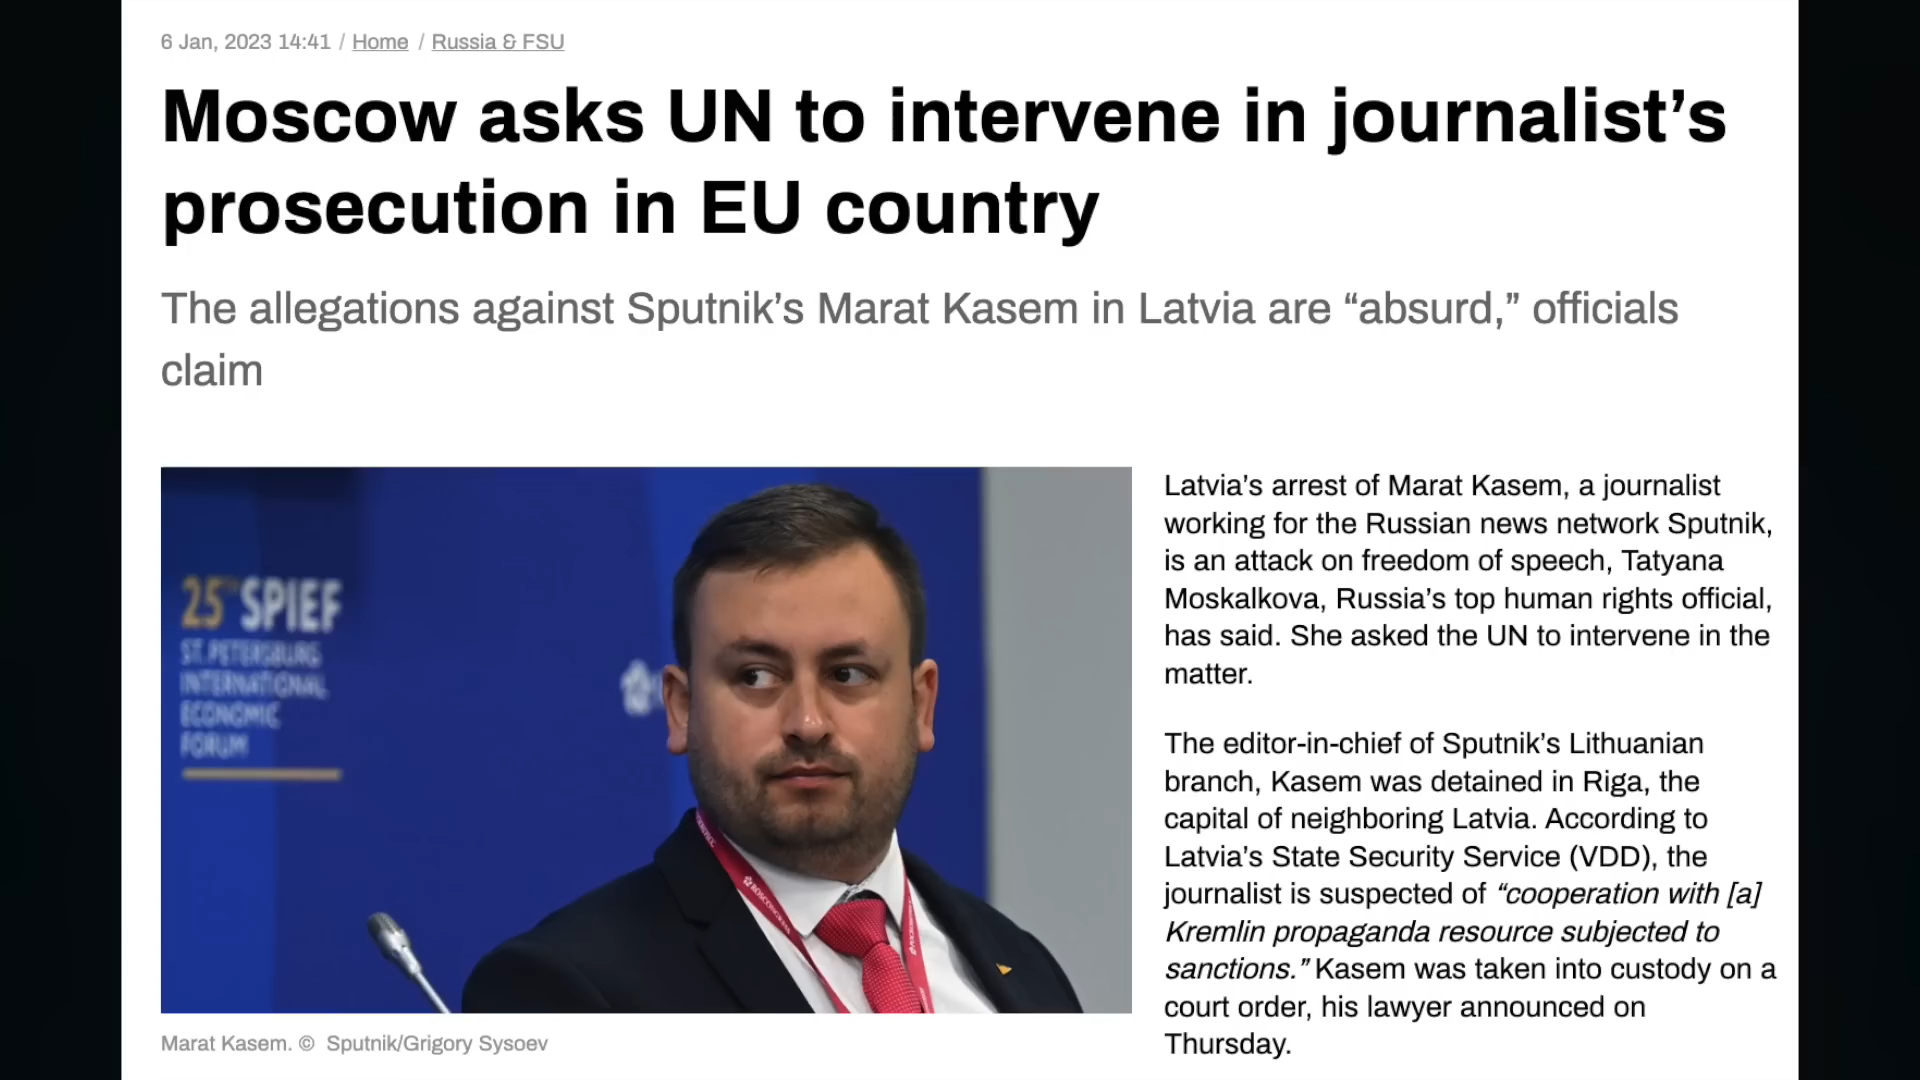 6 Jan, 2023 14:41 / Home / Russia & FSU
Moscow asks UN to intervene in journalist’s
prosecution in EU country
The allegations against Sputnik’s Marat Kasem in Latvia are “absurd,” officials
claim
25TH SPIEF
ST. PETERSBURG
INTERNATIONAL
ECONOMIC
FORUM
ROSCONGRESS
Marat Kasem. © Sputnik/Grigory Sysoev
Latvia’s arrest of Marat Kasem, a journalist
working for the Russian news network Sputnik,
is an attack on freedom of speech, Tatyana
Moskalkova, Russia’s top human rights official,
has said. She asked the UN to intervene in the
matter.
The editor-in-chief of Sputnik’s Lithuanian
branch, Kasem was detained in Riga, the
capital of neighboring Latvia. According to
Latvia’s State Security Service (VDD), the
journalist is suspected of “cooperation with [a]
Kremlin propaganda resource subjected to
sanctions.” Kasem was taken into custody on a
court order, his lawyer announced on
Thursday.